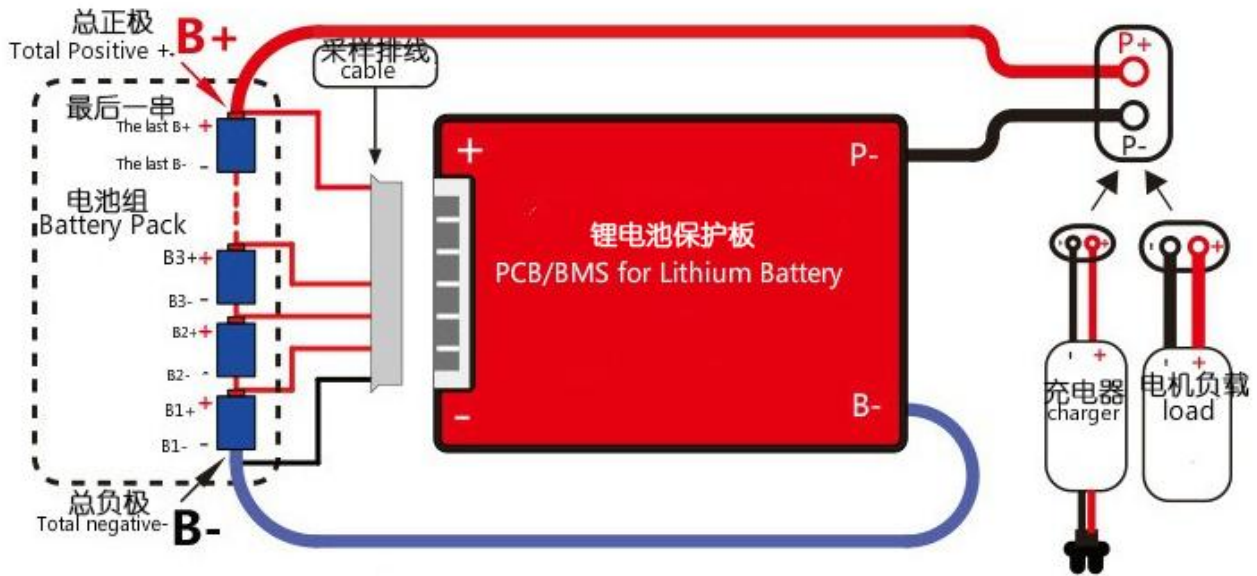 总正极
Total Positive +
B+
采样排线
cable
P+
P-
最后一串
The last B+ +
The last B- -
电池组
Battery Pack
B3+ +
B3- -
B2+ +
B2- -
B1+ +
B1- -
总负极
Total negative-
B-
+
P-
锂电池保护板
PCB/BMS for Lithium Battery
B-
-
- +
- +
- +
充电器
charger
- +
电机负载
load